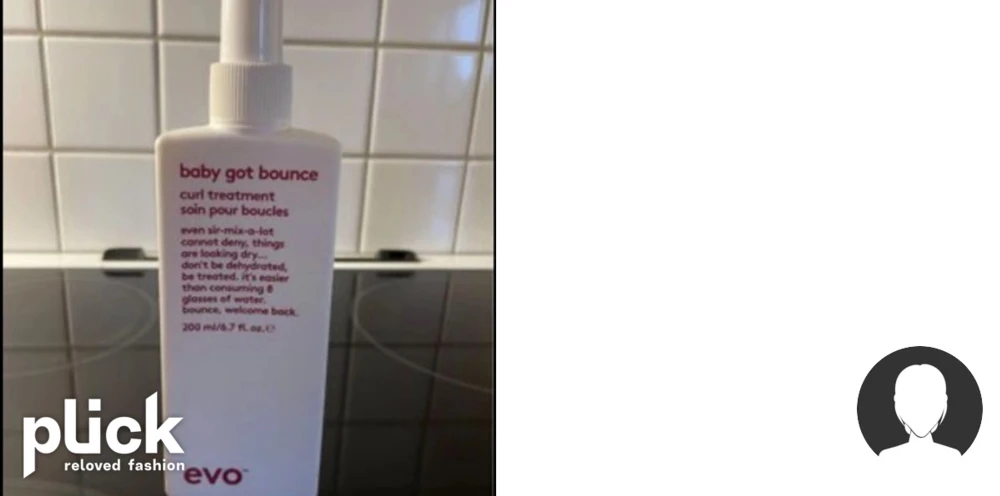 baby got bounce
curl treatment
soin pour boucles
even sir-mix-a-lot
cannot deny, things
are looking dry...
don't be dehydrated,
be treated. it's easier
than consuming 8
glasses of water.
bounce, welcome back.
200 ml/6.7 fl. oz. ℮
evo™
plick
reloved fashion